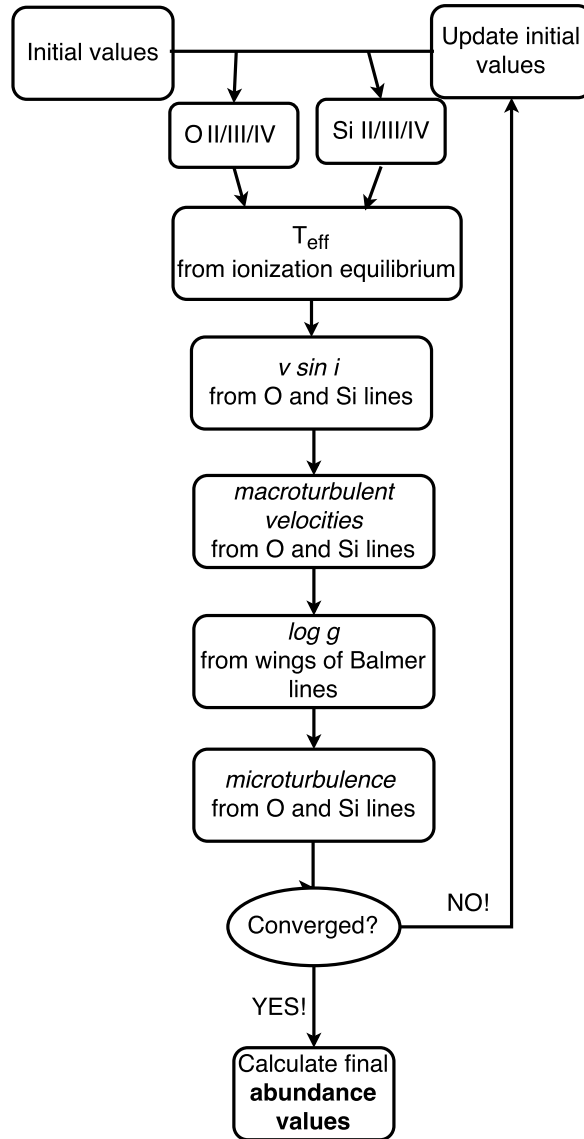 Initial values
Update initial
values
O II/III/IV
Si II/III/IV
T_eff
from ionization equilibrium
v sin i
from O and Si lines
macroturbulent
velocities
from O and Si lines
log g
from wings of Balmer
lines
microturbulence
from O and Si lines
Converged?
NO!
YES!
Calculate final
abundance
values